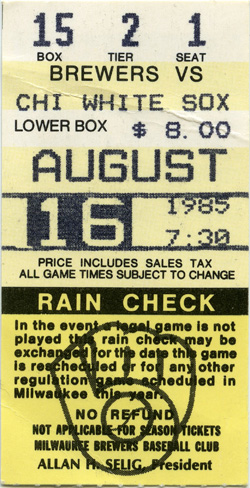 15 2 1
BOX TIER SEAT
BREWERS VS
CHI WHITE SOX
LOWER BOX $ 8.00
AUGUST
16 1985
7:30
PRICE INCLUDES SALES TAX
ALL GAME TIMES SUBJECT TO CHANGE
RAIN CHECK
In the event a legal game is not
played this rain check may be
exchanged for the date this game
is rescheduled or for any other
regulation game scheduled in
Milwaukee this year.
NO REFUND
NOT APPLICABLE FOR SEASON TICKETS
MILWAUKEE BREWERS BASEBALL CLUB
ALLAN H. SELIG, President